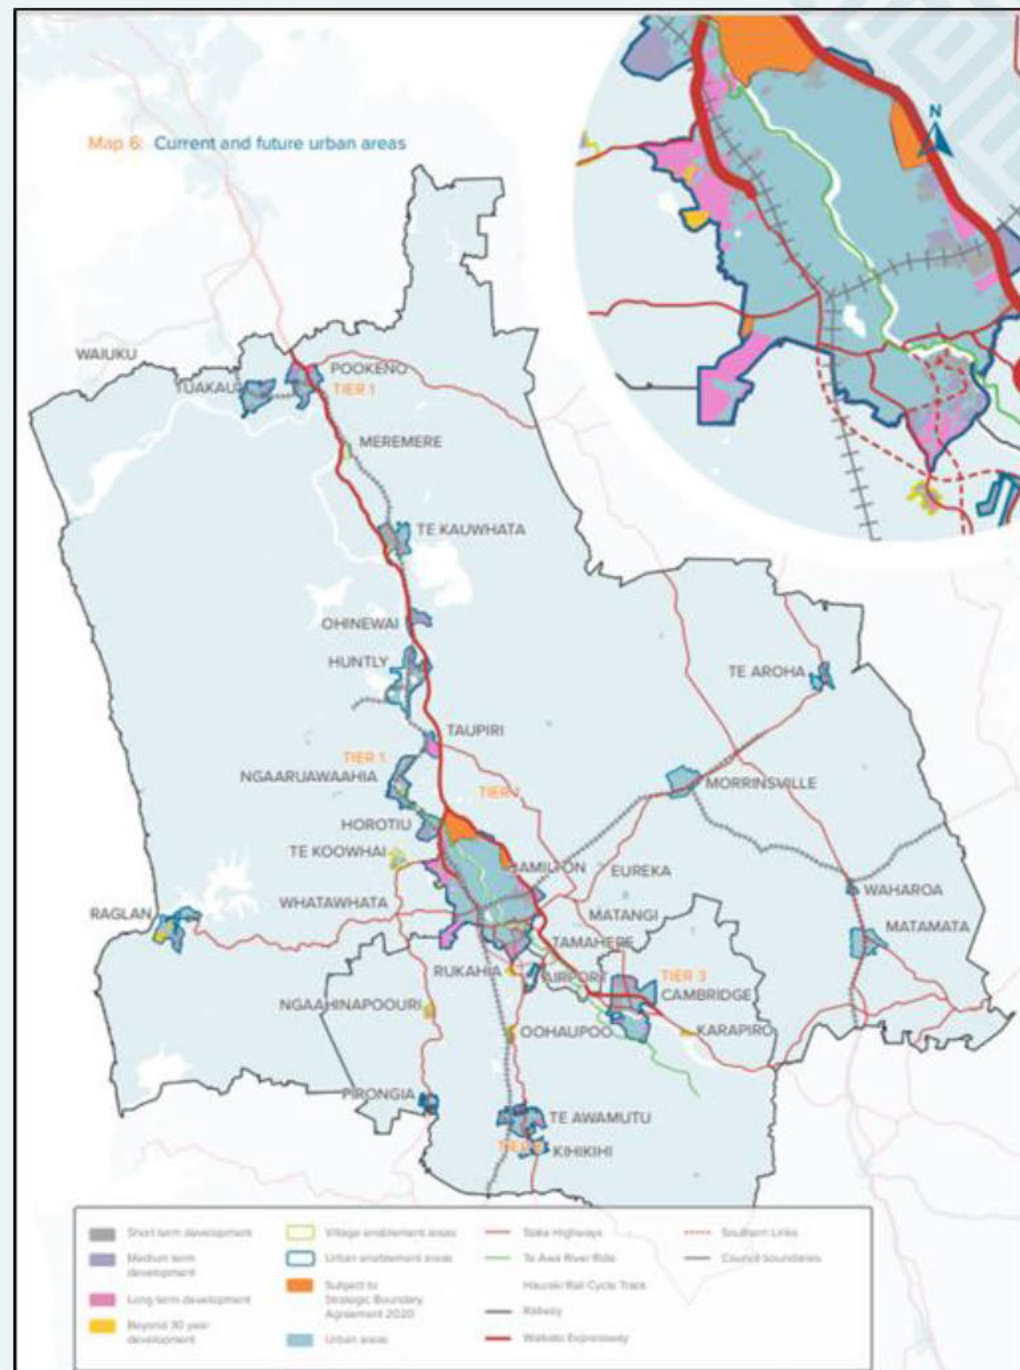 Map 6: Current and future urban areas
N
WAIUKU
TUAKAU
POOKENO
TIER 1
MEREMERE
TE KAUWHATA
OHINEWAI
HUNTLY
TE AROHA
TAUPIRI
TIER 1
NGAARUAWAAHIA
TIER 1
MORRINSVILLE
HOROTIU
TE KOOWHAI
HAMILTON
EUREKA
WHATAWHATA
WAHAROA
RAGLAN
MATANGI
MATAMATA
TAMAHERE
RUKAHIA
AIRPORT
TIER 3
CAMBRIDGE
NGAAHINAPOOURI
OOHAUPOO
KARAPIRO
PIRONGIA
TE AWAMUTU
TIER
KIHIKIHI
Short term development
Medium term
development
Long term development
Beyond 30 year
development
Village enablement areas
Urban enablement areas
Subject to
Strategic Boundary
Agreement 2020
Urban areas
State Highways
Te Awa River Ride
Hauraki Rail Cycle Track
Railway
Waikato Expressway
Southern Links
Council boundaries